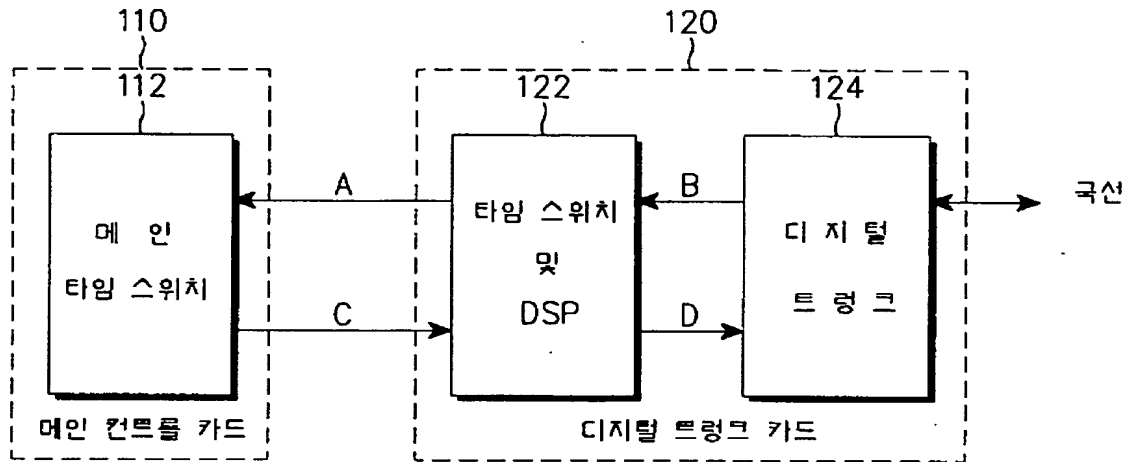 110
120
112
122
124
A
B
국선
메 인
타임 스위치
타임 스위치
및
DSP
디 지 털
트 렁 크
C
D
메인 컨트롤 카드
디지털 트렁크 카드